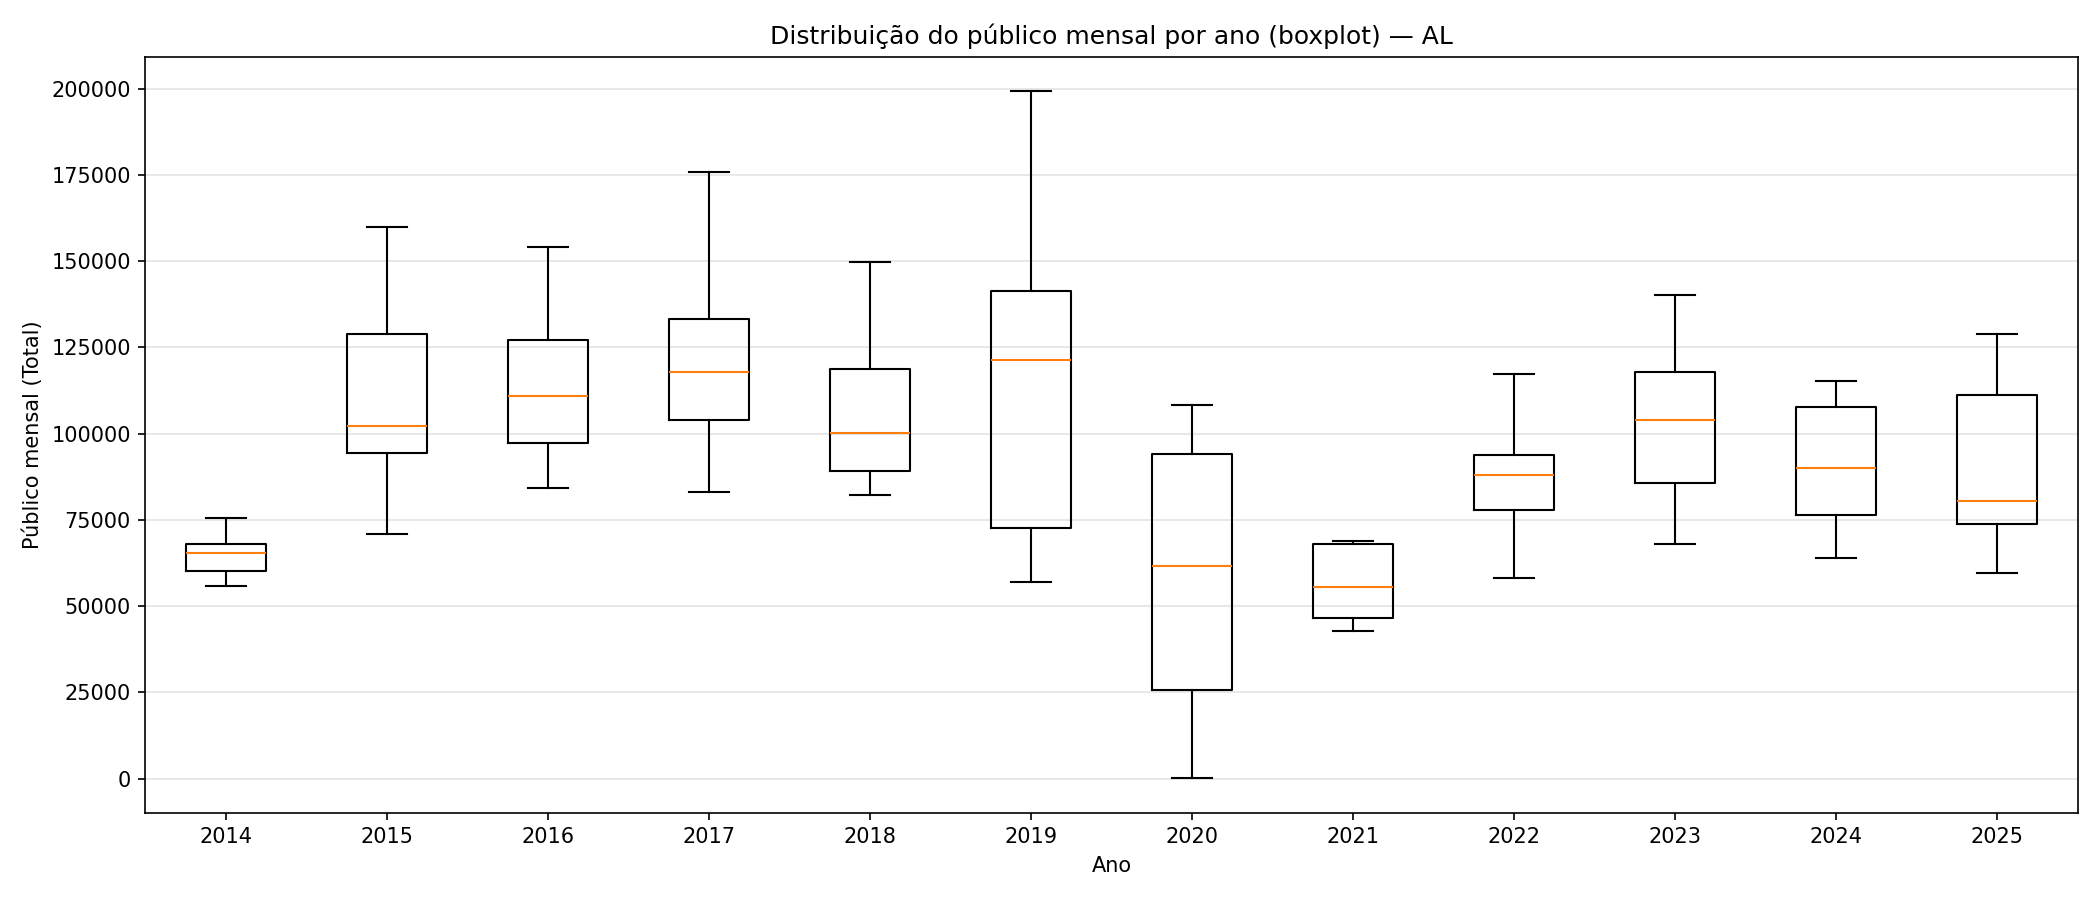 Distribuição do público mensal por ano (boxplot) — AL
Público mensal (Total)
200000
175000
150000
125000
100000
75000
50000
25000
0
2014 2015 2016 2017 2018 2019 2020 2021 2022 2023 2024 2025
Ano